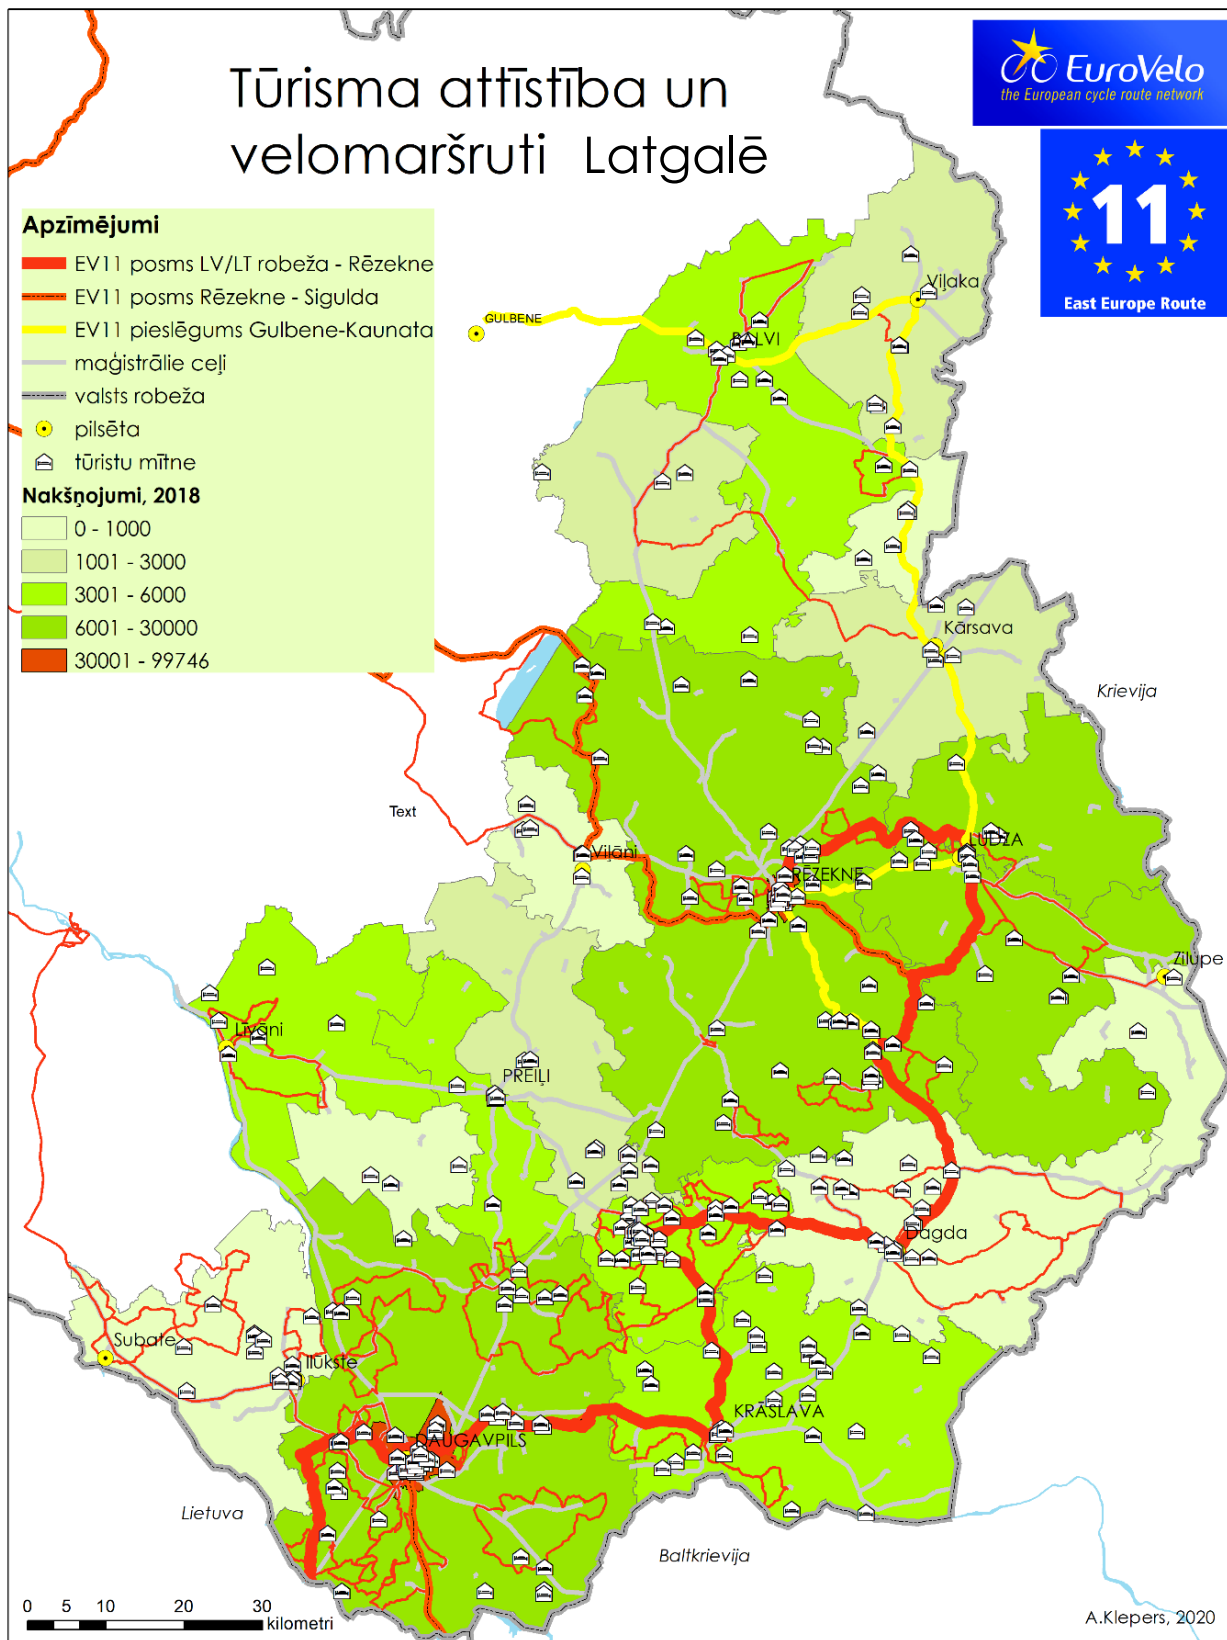 Tūrisma attīstība un
velomaršruti Latgalē
EuroVelo
the European cycle route network
11
East Europe Route
Apzīmējumi
EV11 posms LV/LT robeža - Rēzekne
EV11 posms Rēzekne - Sigulda
EV11 pieslēgums Gulbene-Kaunata
maģistrālie ceļi
valsts robeža
pilsēta
tūristu mītne
Nakšņojumi, 2018
0 - 1000
1001 - 3000
3001 - 6000
6001 - 30000
30001 - 99746
Viļaka
GULBENE
BALVI
Kārsava
Krievija
Text
Viļāni
LUDZA
RĒZEKNE
Zilupe
Līvāni
PREIĻI
Dagda
Subate
Ilūkste
KRĀSLAVA
DAUGAVPILS
Lietuva
Baltkrievija
0 5 10 20 30
kilometri
A.Klepers, 2020